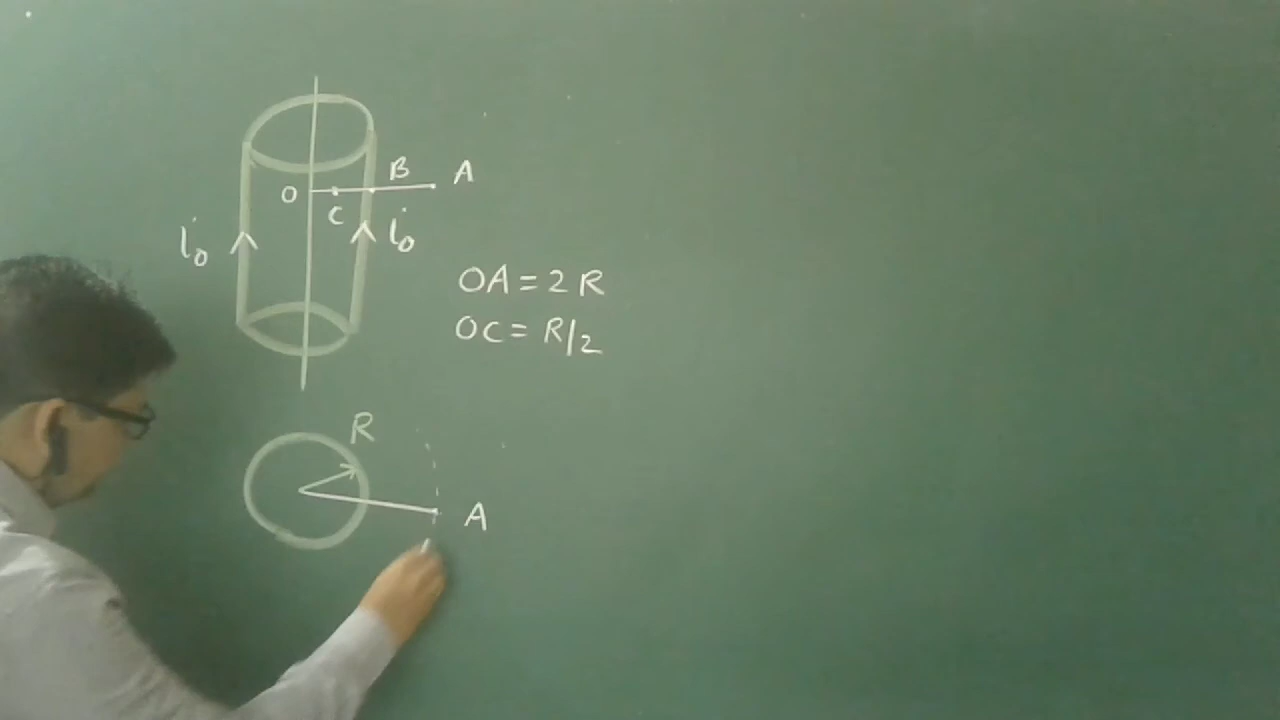 B A
O
C
i₀ i₀
OA = 2R
OC = R/2
R
A